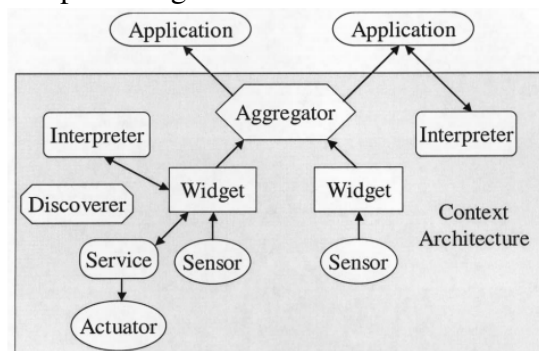 Application
Application
Aggregator
Interpreter
Interpreter
Widget
Widget
Discoverer
Context
Architecture
Service
Sensor
Sensor
Actuator